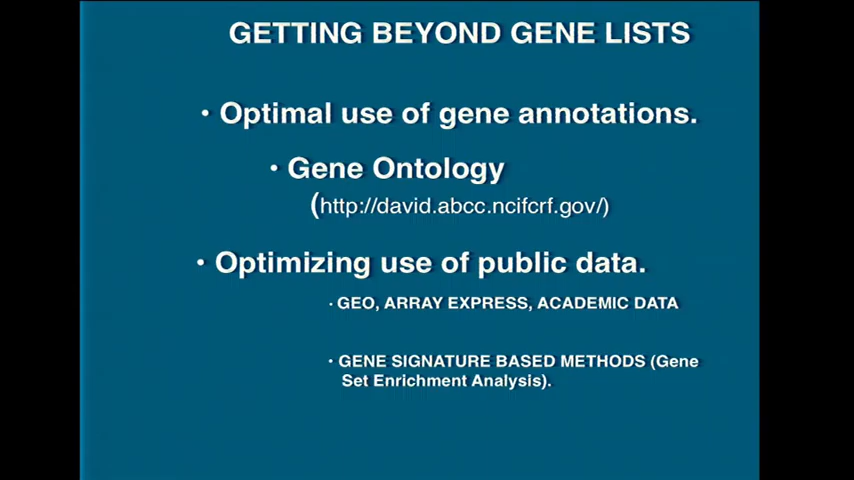 GETTING BEYOND GENE LISTS
• Optimal use of gene annotations.
• Gene Ontology
(http://david.abcc.ncifcrf.gov/)
• Optimizing use of public data.
• GEO, ARRAY EXPRESS, ACADEMIC DATA
• GENE SIGNATURE BASED METHODS (Gene
Set Enrichment Analysis).